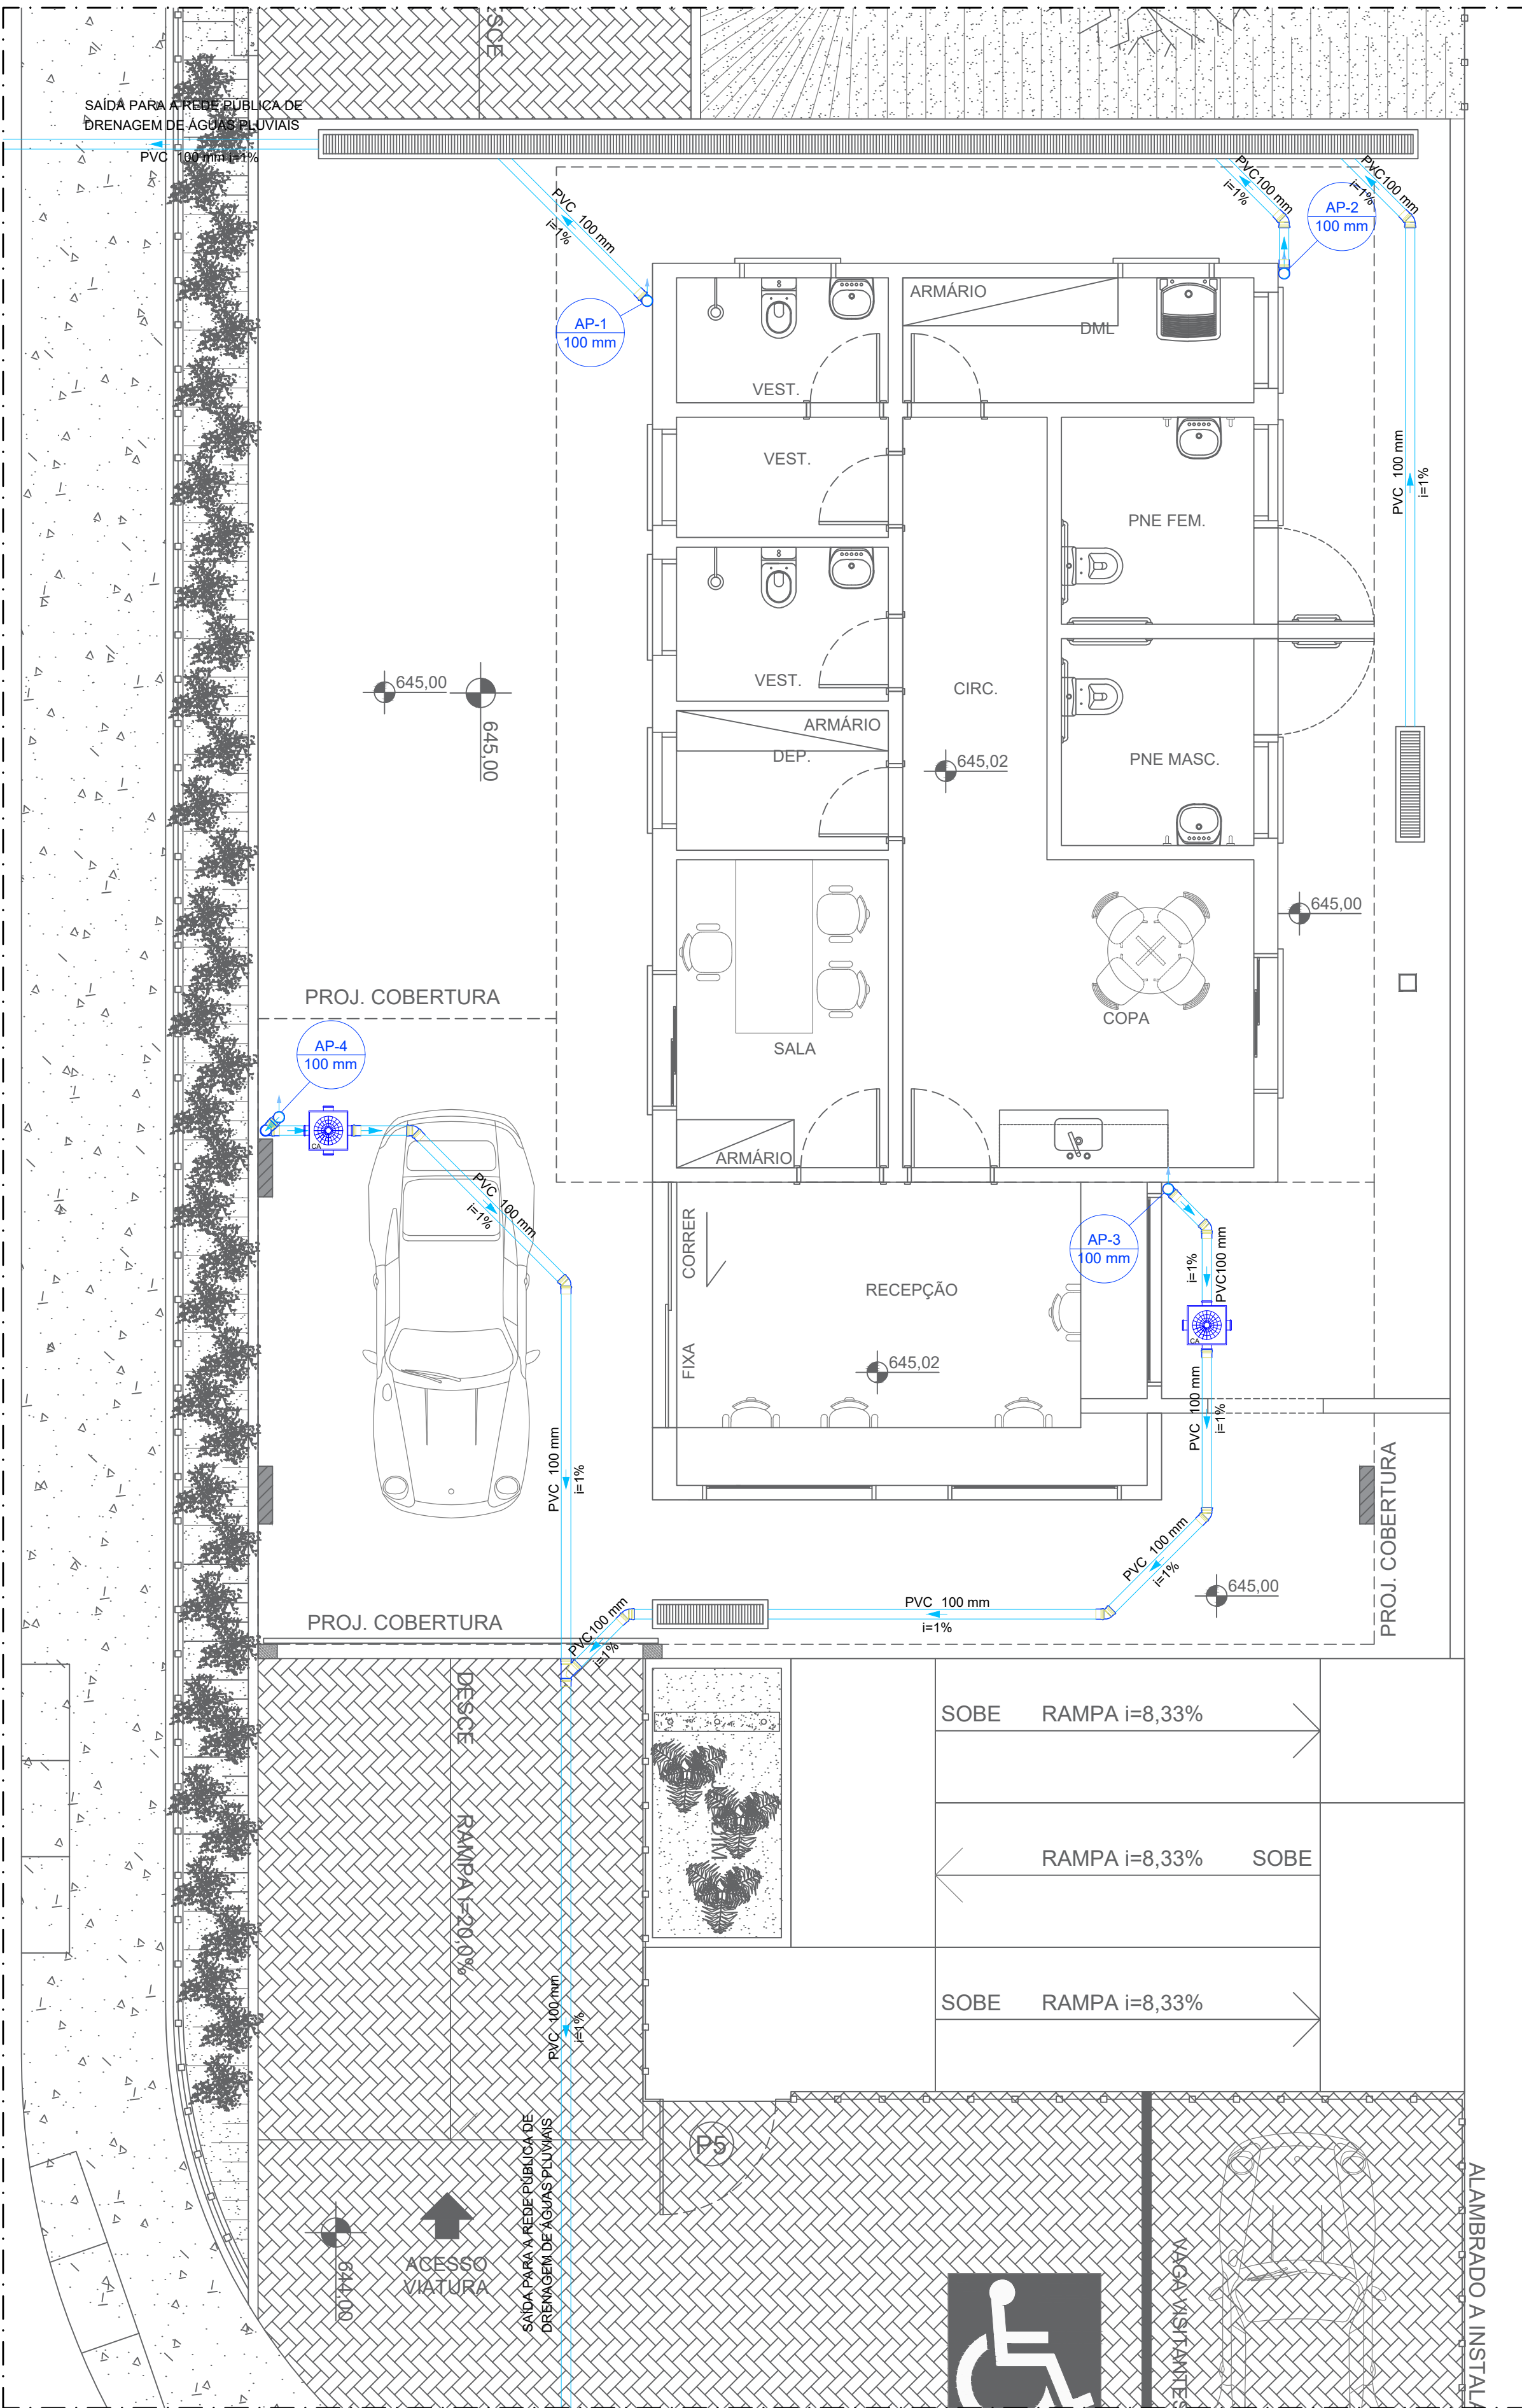 SCE
SAÍDA PARA A REDE PÚBLICA DE
DRENAGEM DE ÁGUAS PLUVIAIS
PVC 100 mm i=1%
PVC 100 mm
i=1%
PVC100 mm
i=1%
PVC100 mm
i=1%
AP-2
100 mm
AP-1
100 mm
ARMÁRIO
DML
VEST.
VEST.
PVC 100 mm
i=1%
PNE FEM.
VEST.
CIRC.
645,00
645,00
ARMÁRIO
DEP.
645,02
PNE MASC.
645,00
PROJ. COBERTURA
COPA
SALA
AP-4
100 mm
CA
ARMÁRIO
PVC 100 mm
i=1%
CORRER
FIXA
RECEPÇÃO
645,02
AP-3
100 mm
i=1%
PVC100 mm
CA
PVC 100 mm
i=1%
PVC 100 mm
i=1%
PROJ. COBERTURA
PVC 100 mm
i=1%
645,00
PVC 100 mm
i=1%
PVC100 mm
i=1%
PROJ. COBERTURA
DESCE
RAMPA i=20,0%
SOBE RAMPA i=8,33%
RAMPA i=8,33% SOBE
SOBE RAMPA i=8,33%
PVC 100 mm
i=1%
SAÍDA PARA A REDE PÚBLICA DE
DRENAGEM DE ÁGUAS PLUVIAIS
P5
644,00
ACESSO
VIATURA
VAGA VISITANTES
ALAMBRADO A INSTALA